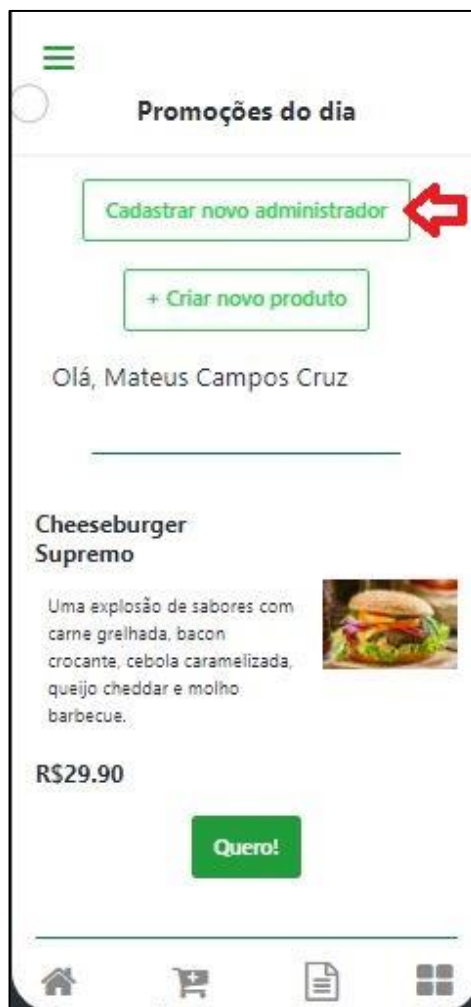 Promoções do dia
Cadastrar novo administrador
+ Criar novo produto
Olá, Mateus Campos Cruz
Cheeseburger
Supremo
Uma explosão de sabores com
carne grelhada, bacon
crocante, cebola caramelizada,
queijo cheddar e molho
barbecue.
R$29.90
Quero!